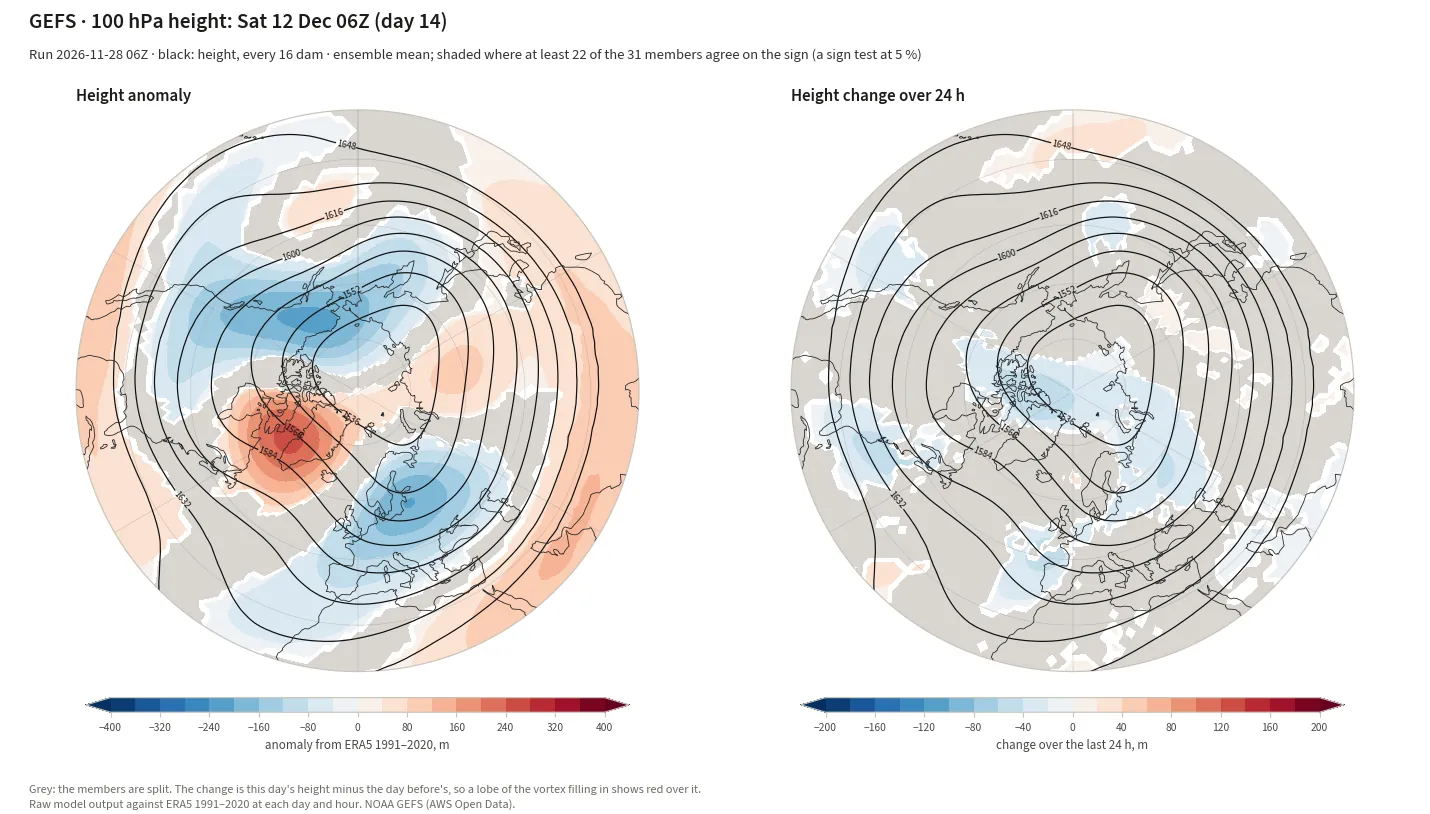 GEFS · 100 hPa height: Sat 12 Dec 06Z (day 14)
Run 2026-11-28 06Z · black: height, every 16 dam · ensemble mean; shaded where at least 22 of the 31 members agree on the sign (a sign test at 5 %)
Height anomaly
Height change over 24 h
1648
1616
1600
1552
1536
1568
1584
1632
1648
1616
1600
1552
1536
1568
1584
1632
−400 −320 −240 −160 −80 0 80 160 240 320 400
anomaly from ERA5 1991–2020, m
−200 −160 −120 −80 −40 0 40 80 120 160 200
change over the last 24 h, m
Grey: the members are split. The change is this day's height minus the day before's, so a lobe of the vortex filling in shows red over it.
Raw model output against ERA5 1991–2020 at each day and hour. NOAA GEFS (AWS Open Data).